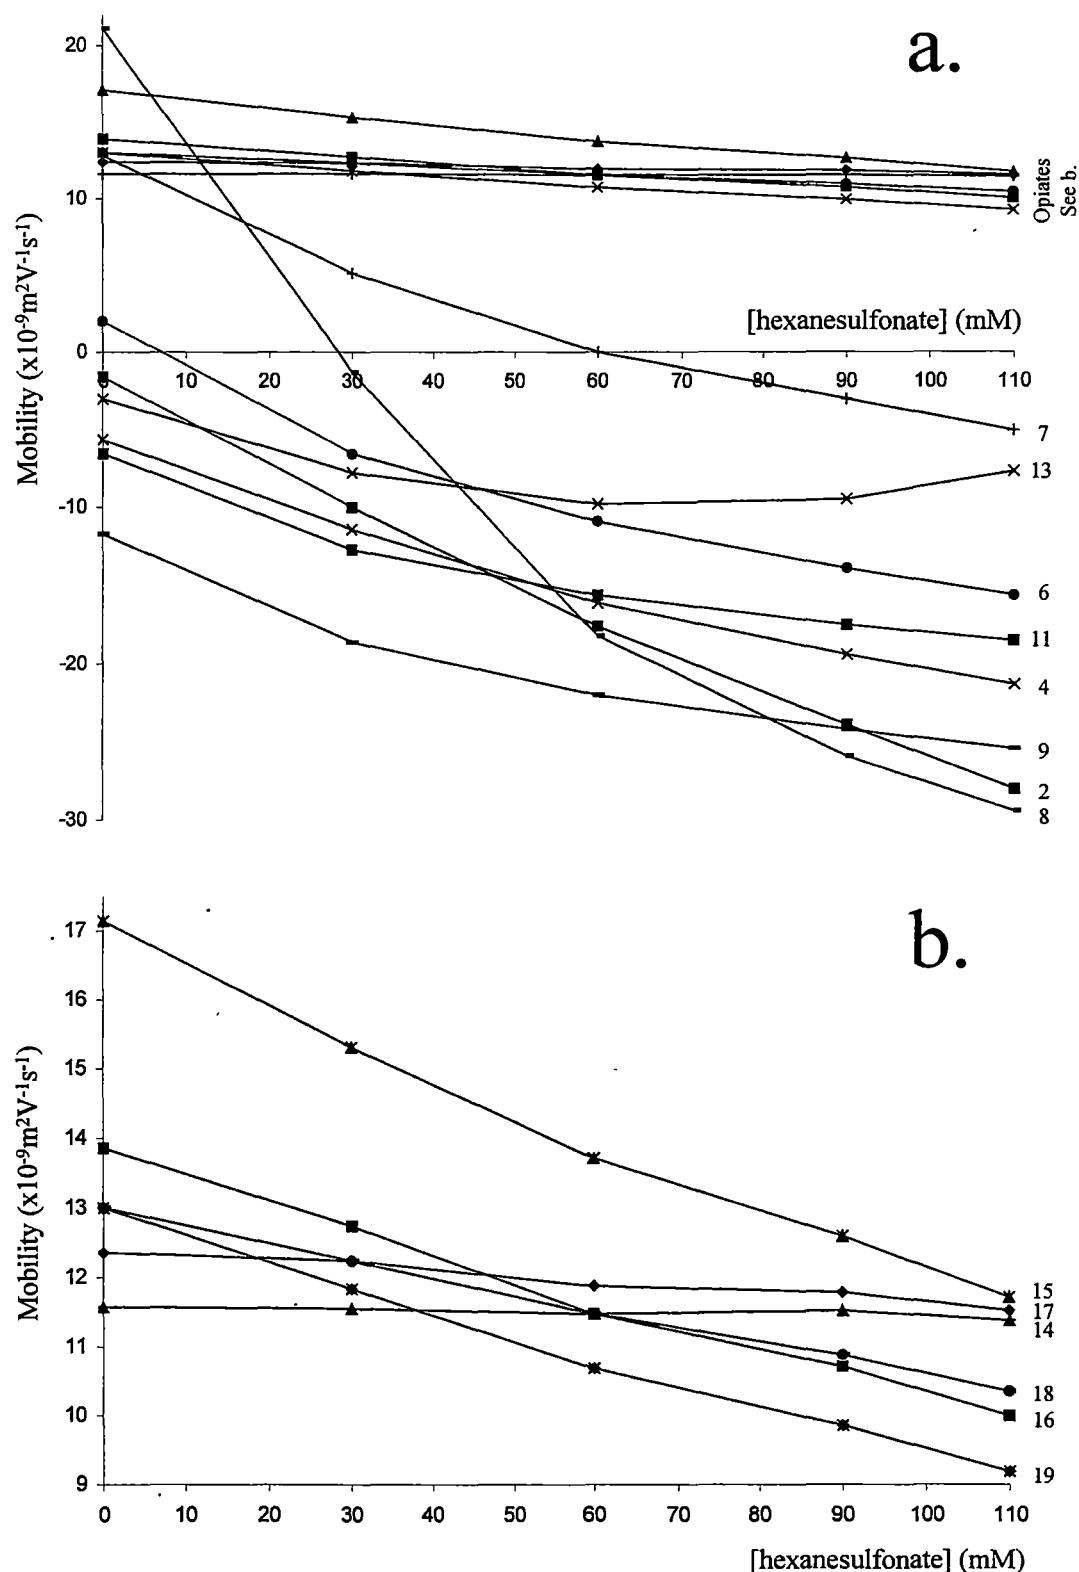 a.
20
10
0
-10
-20
-30
Mobility (x10⁻⁹m²V⁻¹s⁻¹)
Opiates
See b.
[hexanesulfonate] (mM)
0 10 20 30 40 50 60 70 80 90 100 110
7
13
6
11
4
9
2
8
b.
17
16
15
14
13
12
11
10
9
Mobility (x10⁻⁹m²V⁻¹s⁻¹)
15
17
14
18
16
19
0 10 20 30 40 50 60 70 80 90 100 110
[hexanesulfonate] (mM)